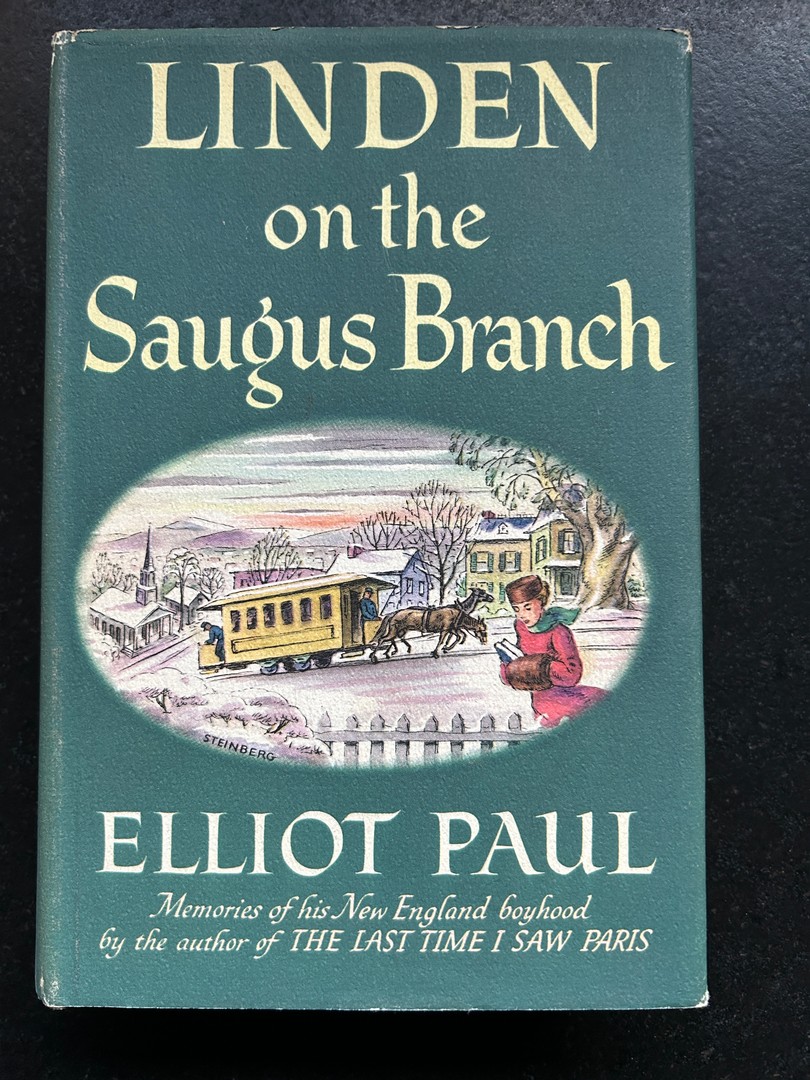 LINDEN
on the
Saugus Branch
STEINBERG
ELLIOT PAUL
Memories of his New England boyhood
by the author of THE LAST TIME I SAW PARIS